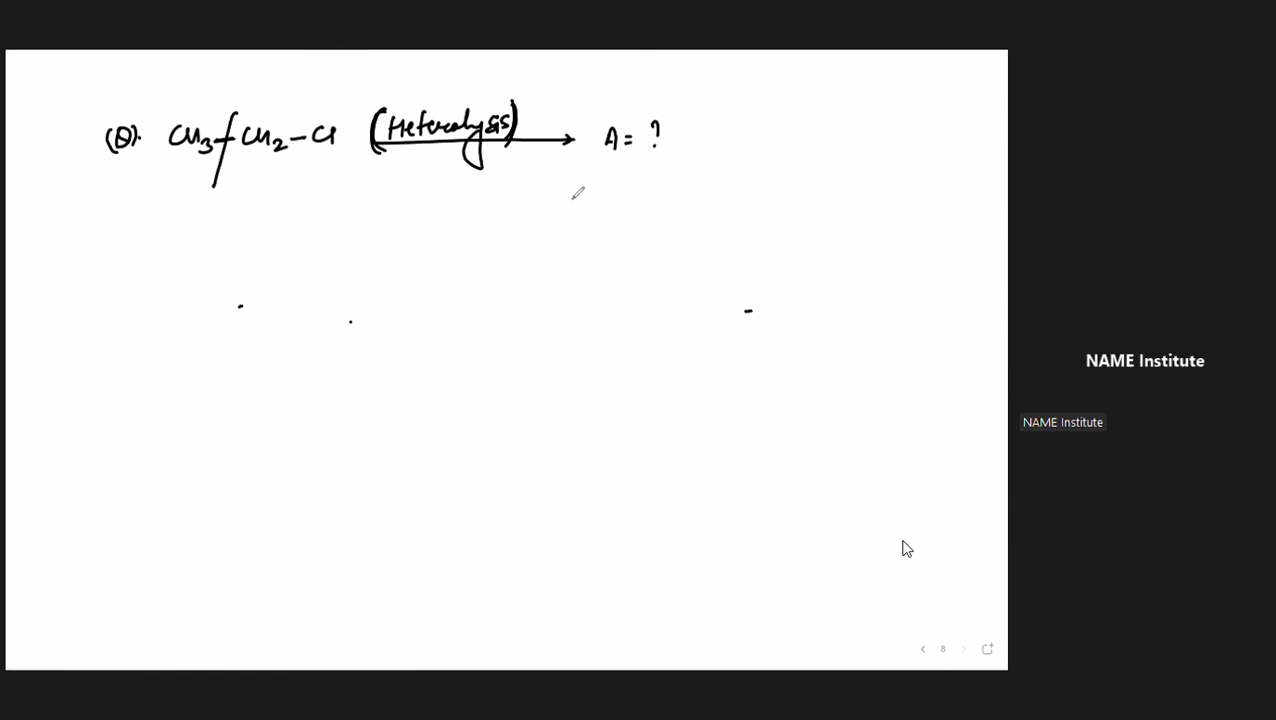 (Q). CH3-CH2-Cl (Heterolysis) → A = ?
NAME Institute
NAME Institute
8